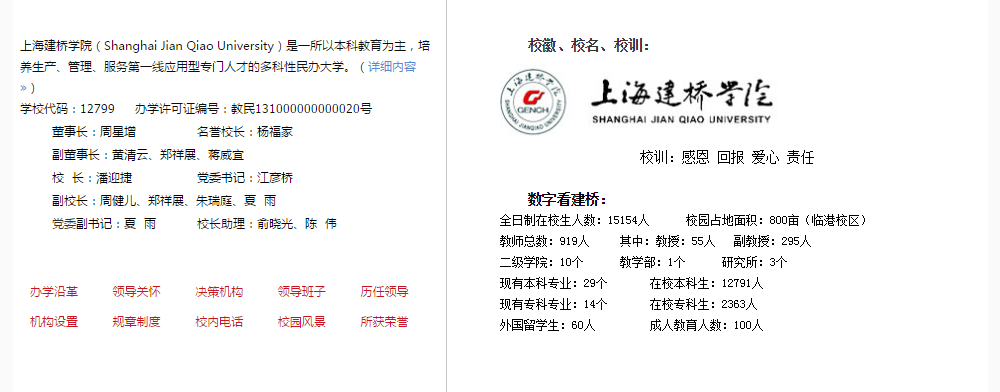 上海建桥学院（Shanghai Jian Qiao University）是一所以本科教育为主，培
养生产、管理、服务第一线应用型专门人才的多科性民办大学。（详细内容
»）
学校代码：12799 办学许可证编号：教民131000000000020号
董事长：周星增 名誉校长：杨福家
副董事长：黄清云、郑祥展、蒋威宜
校 长：潘迎捷 党委书记：江彦桥
副校长：周健儿、郑祥展、朱瑞庭、夏 雨
党委副书记：夏 雨 校长助理：俞晓光、陈 伟
办学沿革 领导关怀 决策机构 领导班子 历任领导
机构设置 规章制度 校内电话 校园风景 所获荣誉
校徽、校名、校训：
上海建桥学院
GENCH
SHANGHAI JIANQIAO UNIVERSITY
上海建桥学院
SHANGHAI JIAN QIAO UNIVERSITY
校训：感恩 回报 爱心 责任
数字看建桥：
全日制在校生人数：15154人 校园占地面积：800亩（临港校区）
教师总数：919人 其中：教授：55人 副教授：295人
二级学院：10个 教学部：1个 研究所：3个
现有本科专业：29个 在校本科生：12791人
现有专科专业：14个 在校专科生：2363人
外国留学生：60人 成人教育人数：100人